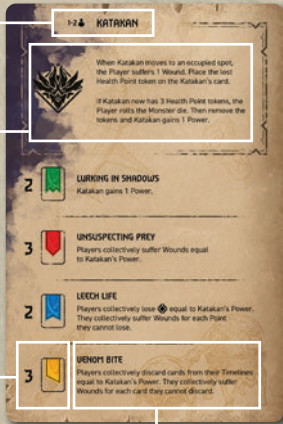 1-2 KATAKAN
When Katakan moves to an occupied spot,
the Player suffers 1 Wound. Place the lost
Health Point token on the Katakan's card.
If Katakan now has 3 Health Point tokens, the
Player rolls the Monster die. Then remove the
tokens and Katakan gains 1 Power.
2 LURKING IN SHADOWS
Katakan gains 1 Power.
3 UNSUSPECTING PREY
Players collectively suffer Wounds equal
to Katakan's Power.
2 LEECH LIFE
Players collectively lose equal to Katakan's Power.
They collectively suffer Wounds for each Point
they cannot lose.
3 VENOM BITE
Players collectively discard cards from their Timelines
equal to Katakan's Power. They collectively suffer
Wounds for each card they cannot discard.